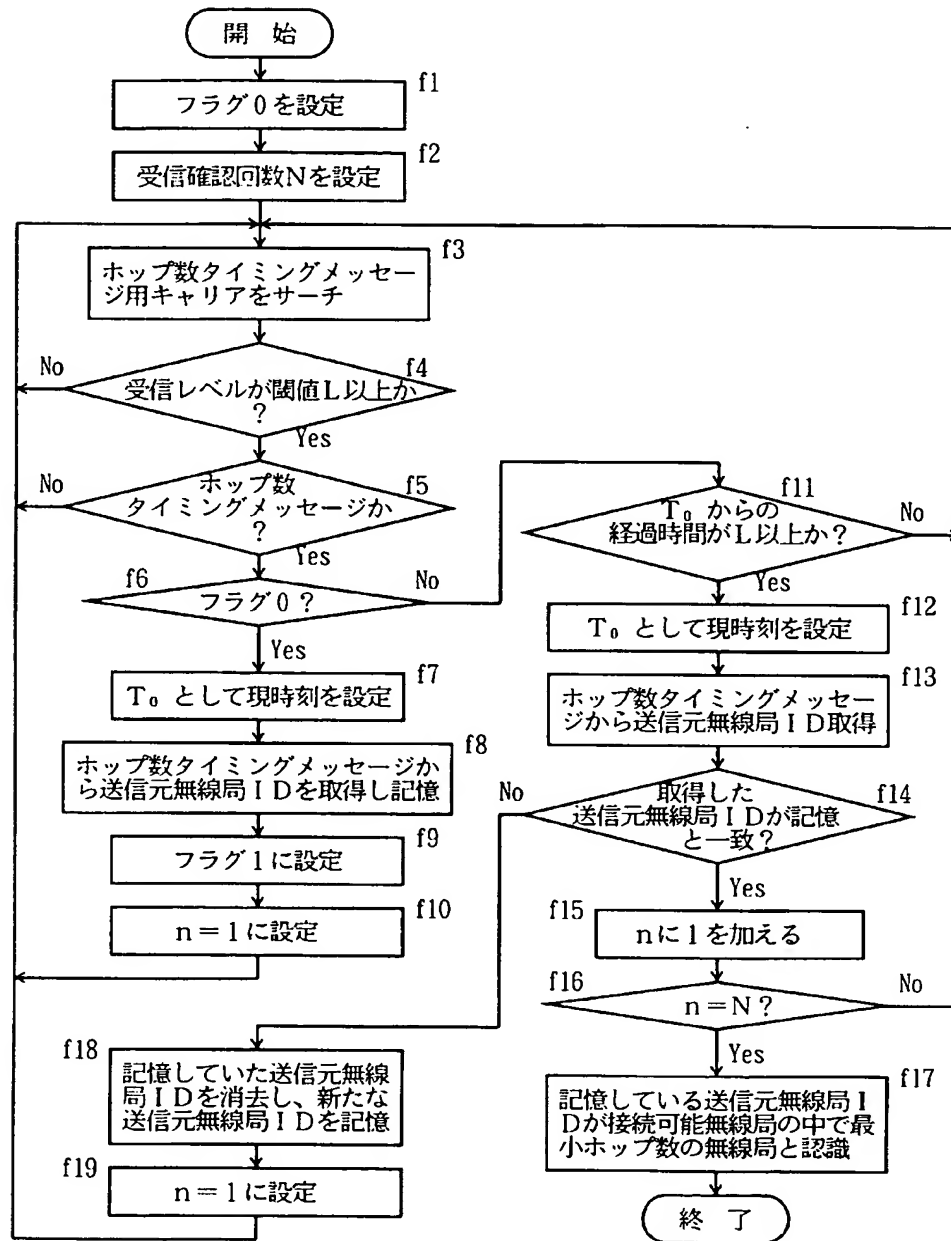 開　始
f1
フラグ0を設定
f2
受信確認回数Nを設定
f3
ホップ数タイミングメッセー
ジ用キャリアをサーチ
No
f4
受信レベルが閾値L以上か
?
Yes
No
ホップ数
f5
タイミングメッセージか
?
Yes
f6
フラグ0?
No
Yes
f7
T₀ として現時刻を設定
f8
ホップ数タイミングメッセージか
ら送信元無線局IDを取得し記憶
f9
フラグ1に設定
f10
n=1に設定
f11
T₀ からの
経過時間がL以上か?
No
Yes
f12
T₀ として現時刻を設定
f13
ホップ数タイミングメッセー
ジから送信元無線局ID取得
No
f14
取得した
送信元無線局IDが記憶
と一致?
Yes
f15
nに1を加える
f16
n=N?
No
Yes
f17
記憶している送信元無線局I
Dが接続可能無線局の中で最
小ホップ数の無線局と認識
終　了
f18
記憶していた送信元無線
局IDを消去し、新たな
送信元無線局IDを記憶
f19
n=1に設定